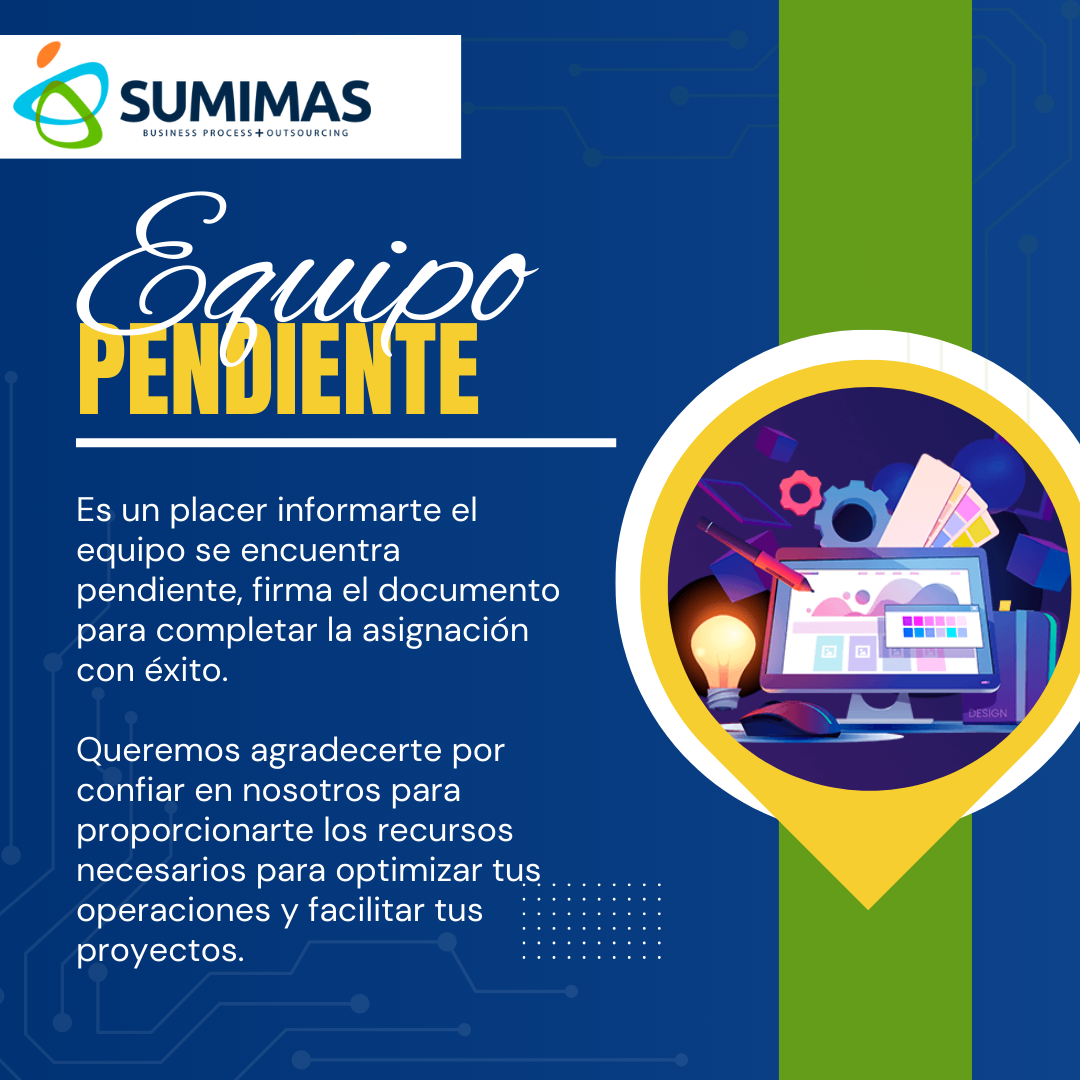 SUMIMAS
BUSINESS PROCESS+OUTSOURCING
Equipo
PENDIENTE
Es un placer informarte el
equipo se encuentra
pendiente, firma el documento
para completar la asignación
con éxito.
Queremos agradecerte por
confiar en nosotros para
proporcionarte los recursos
necesarios para optimizar tus
operaciones y facilitar tus
proyectos.
DESIGN